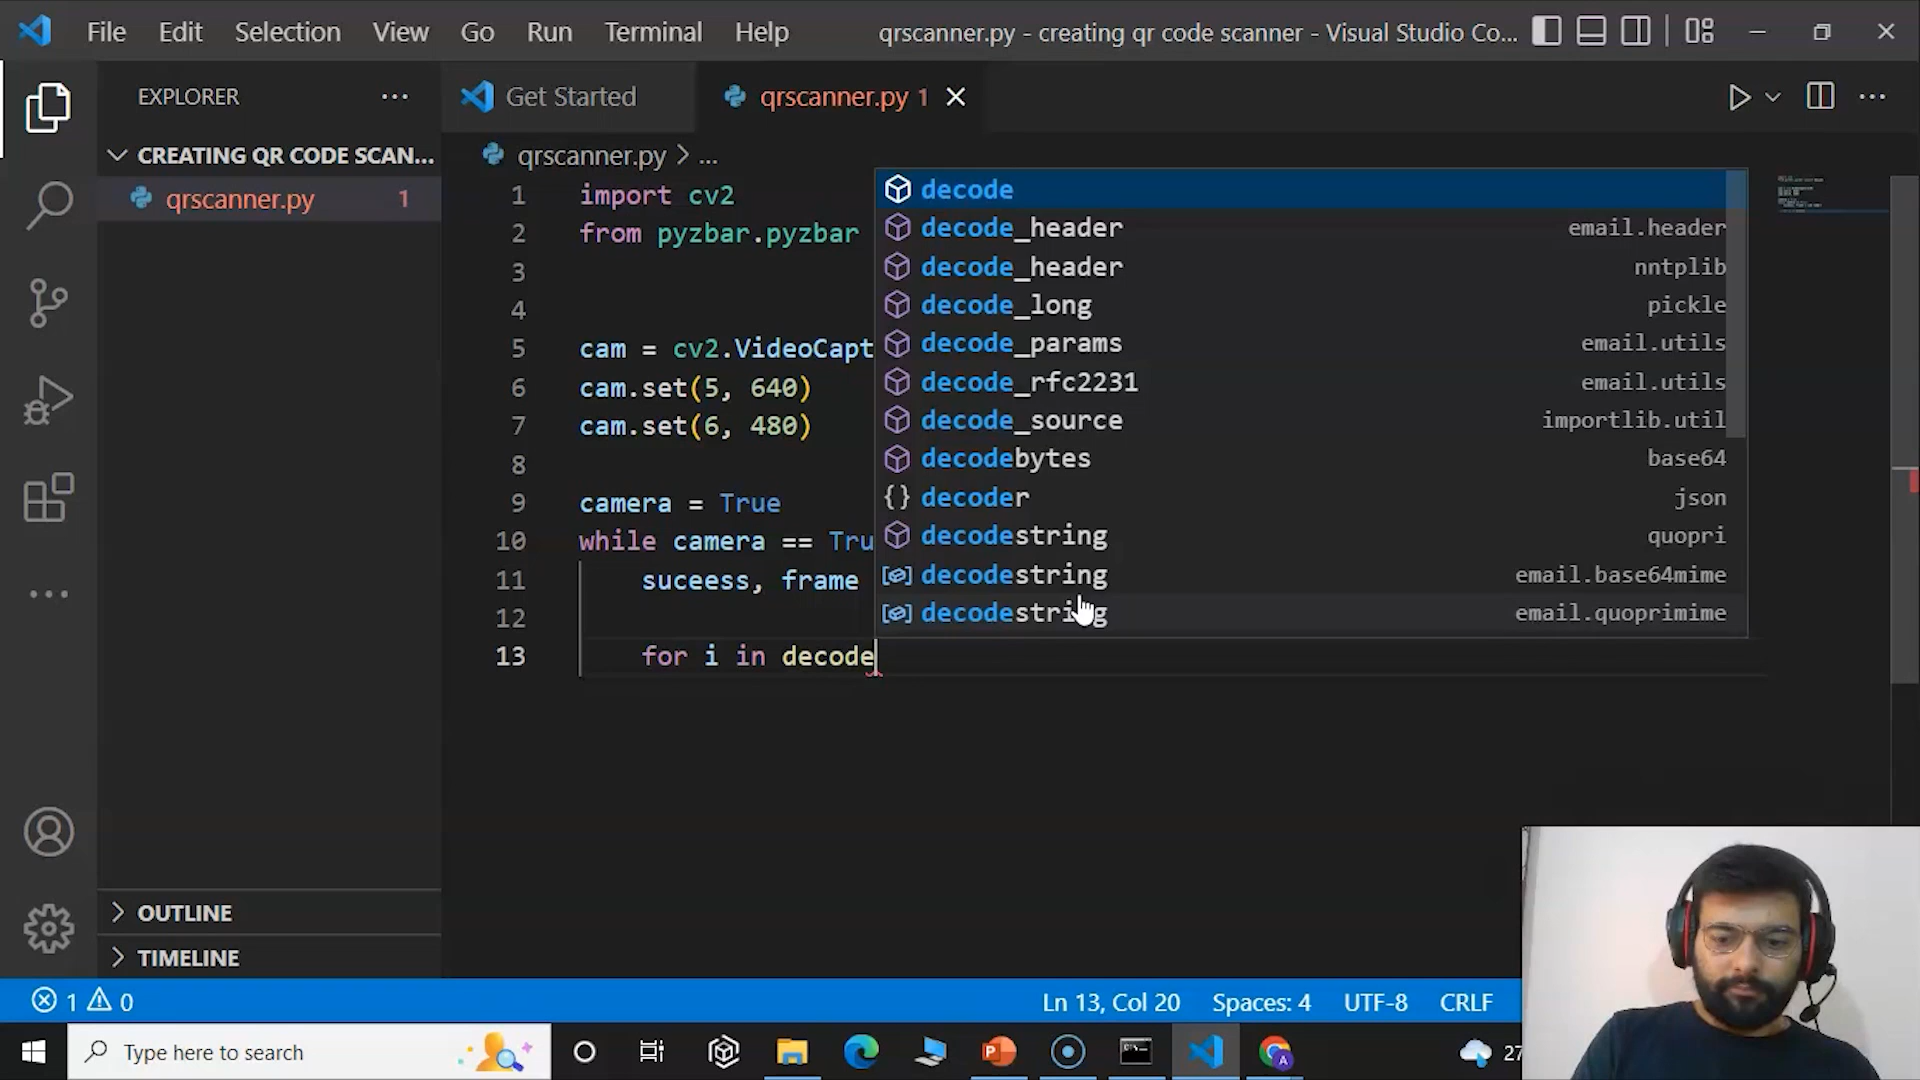 File Edit Selection View Go Run Terminal Help qrscanner.py - creating qr code scanner - Visual Studio Co...
EXPLORER ...
Get Started
qrscanner.py 1
CREATING QR CODE SCAN...
qrscanner.py 1
qrscanner.py > ...
1 import cv2
2 from pyzbar.pyzbar
3
4
5 cam = cv2.VideoCapt
6 cam.set(5, 640)
7 cam.set(6, 480)
8
9 camera = True
10 while camera == Tru
11 suceess, frame
12
13 for i in decode
decode
decode_header email.header
decode_header nntplib
decode_long pickle
decode_params email.utils
decode_rfc2231 email.utils
decode_source importlib.util
decodebytes base64
{} decoder json
decodestring quopri
decodestring email.base64mime
decodestring email.quoprimime
OUTLINE
TIMELINE
1 0
Ln 13, Col 20 Spaces: 4 UTF-8 CRLF
Type here to search
27